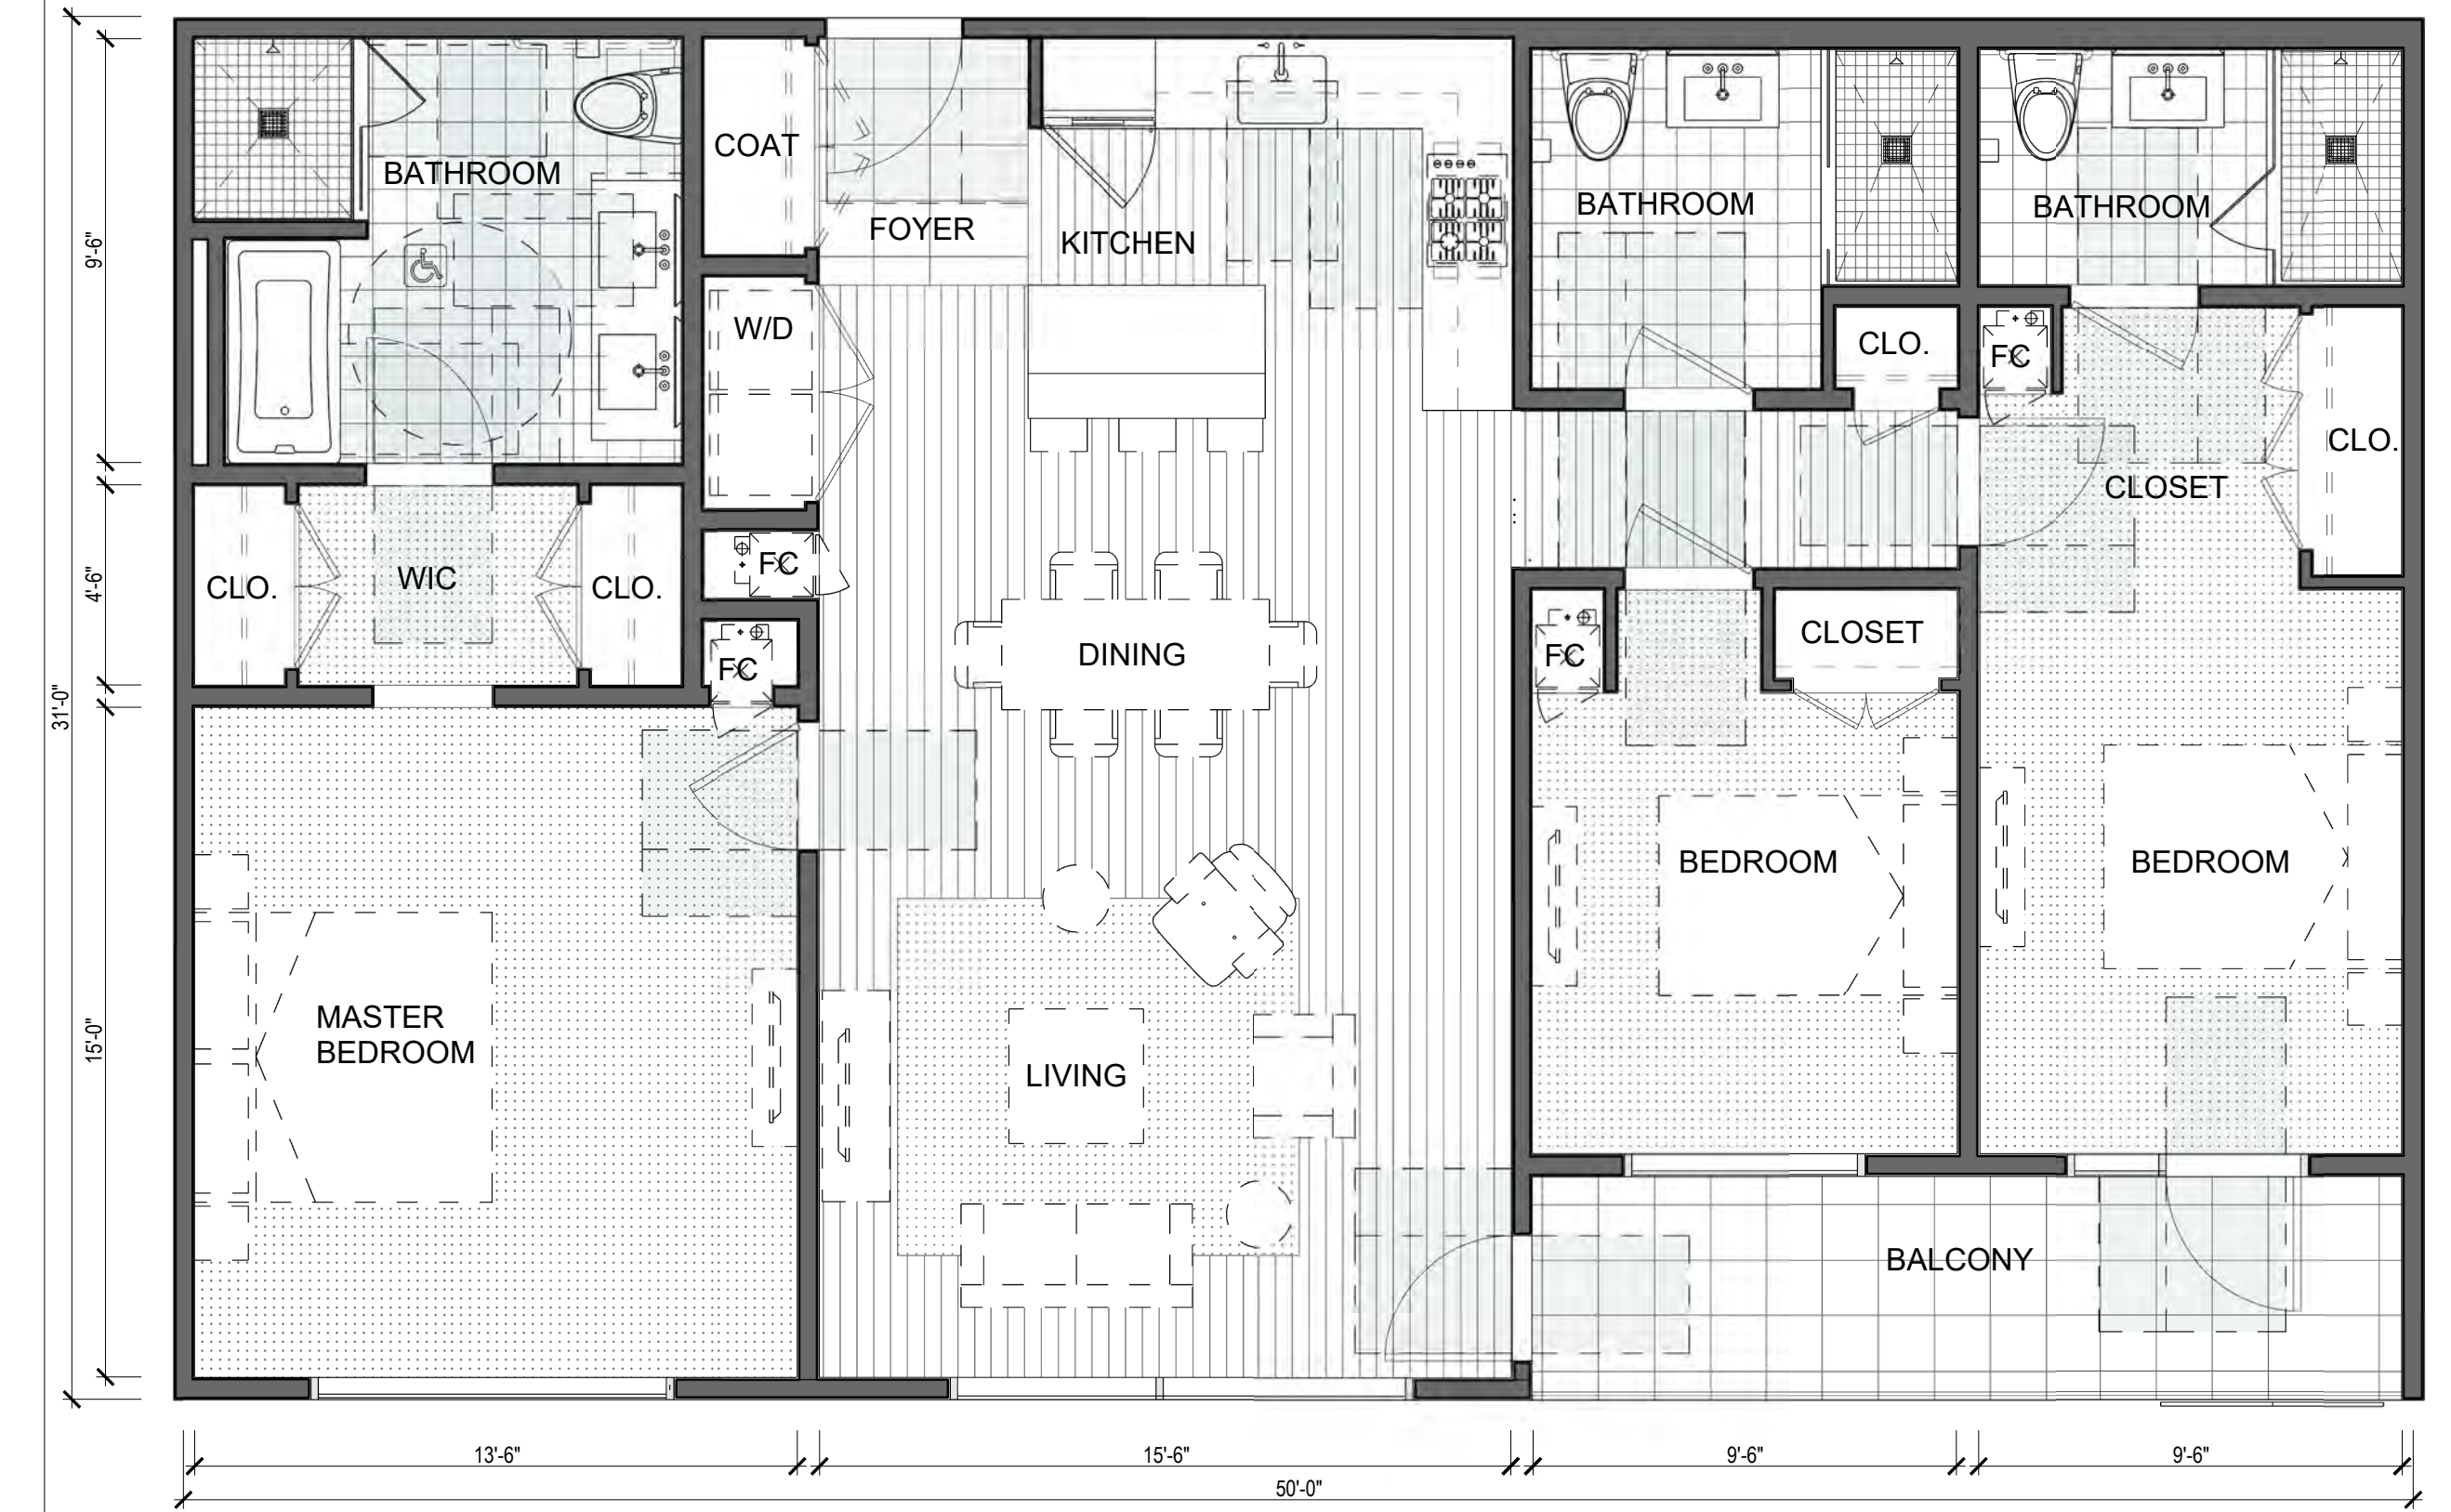 COAT
BATHROOM
FOYER
KITCHEN
BATHROOM
BATHROOM
W/D
CLO.
FC
CLO.
CLOSET
9'-6"
FC
WIC
CLO.
CLO.
4'-6"
FC
DINING
FC
CLOSET
31'-0"
BEDROOM
BEDROOM
MASTER
BEDROOM
LIVING
15'-0"
BALCONY
13'-6"
15'-6"
9'-6"
9'-6"
50'-0"